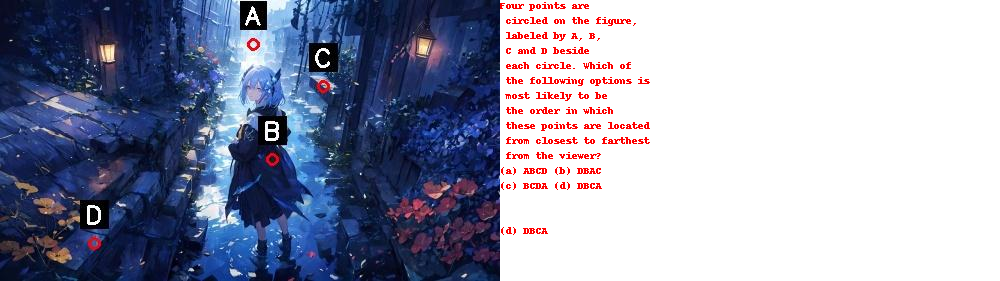 A
C
B
D
Four points are
circled on the figure,
labeled by A, B,
C and D beside
each circle. Which of
the following options is
most likely to be
the order in which
these points are located
from closest to farthest
from the viewer?
(a) ABCD (b) DBAC
(c) BCDA (d) DBCA
(d) DBCA